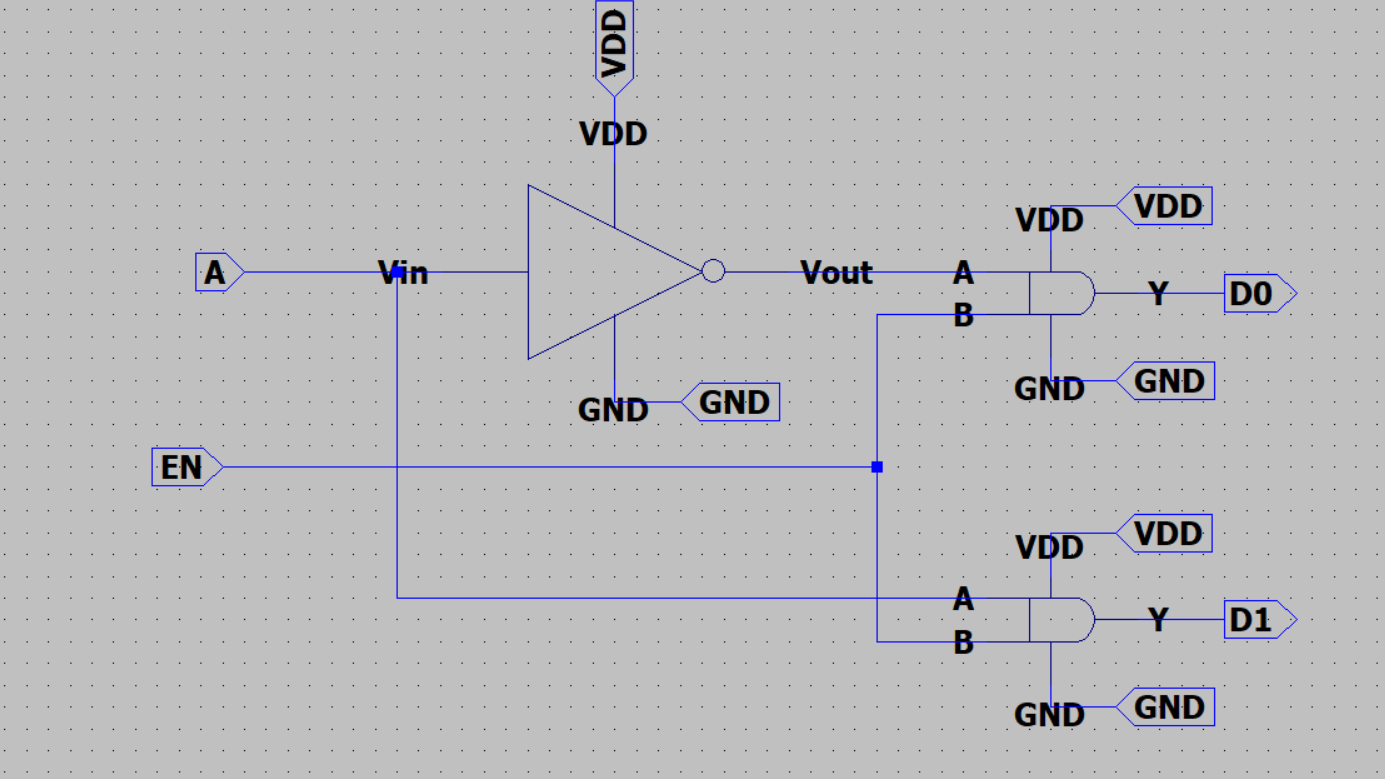 VDD
VDD
VDD
VDD
A
Vin
Vout
A
Y
D0
B
GND
GND
GND
GND
EN
VDD
VDD
A
Y
D1
B
GND
GND